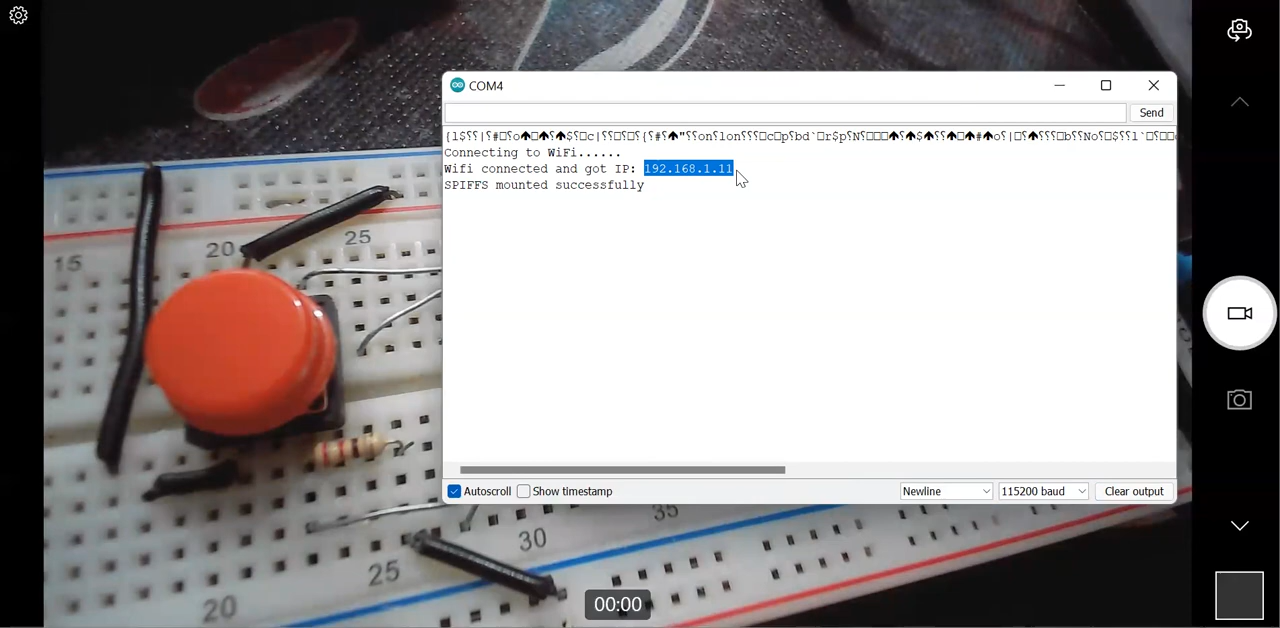 COM4
Send
Connecting to WiFi......
Wifi connected and got IP: 192.168.1.11
SPIFFS mounted successfully
15
20
25
Autoscroll
Show timestamp
Newline
115200 baud
Clear output
35
30
25
20
00:00